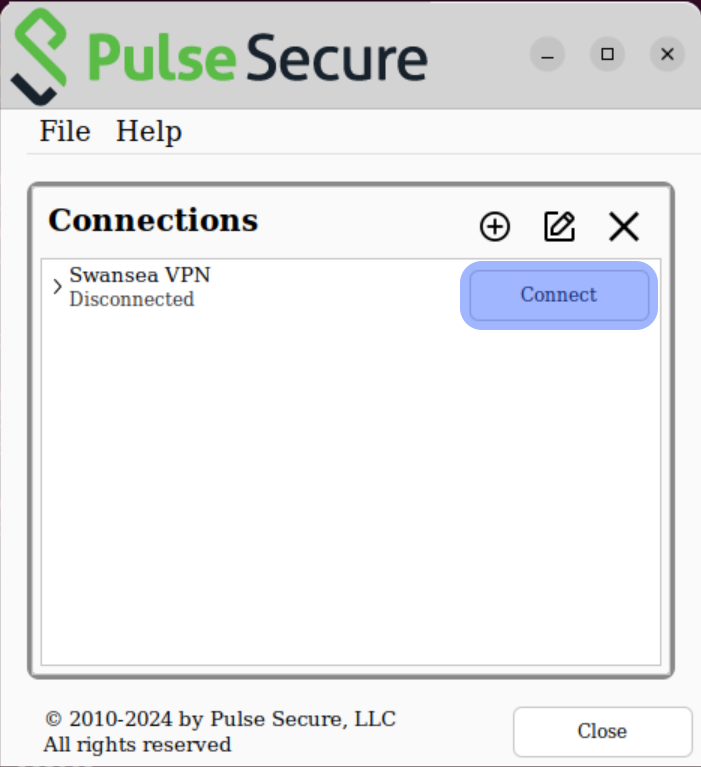 Pulse Secure
File Help
Connections
Swansea VPN
Disconnected
Connect
© 2010-2024 by Pulse Secure, LLC
All rights reserved
Close